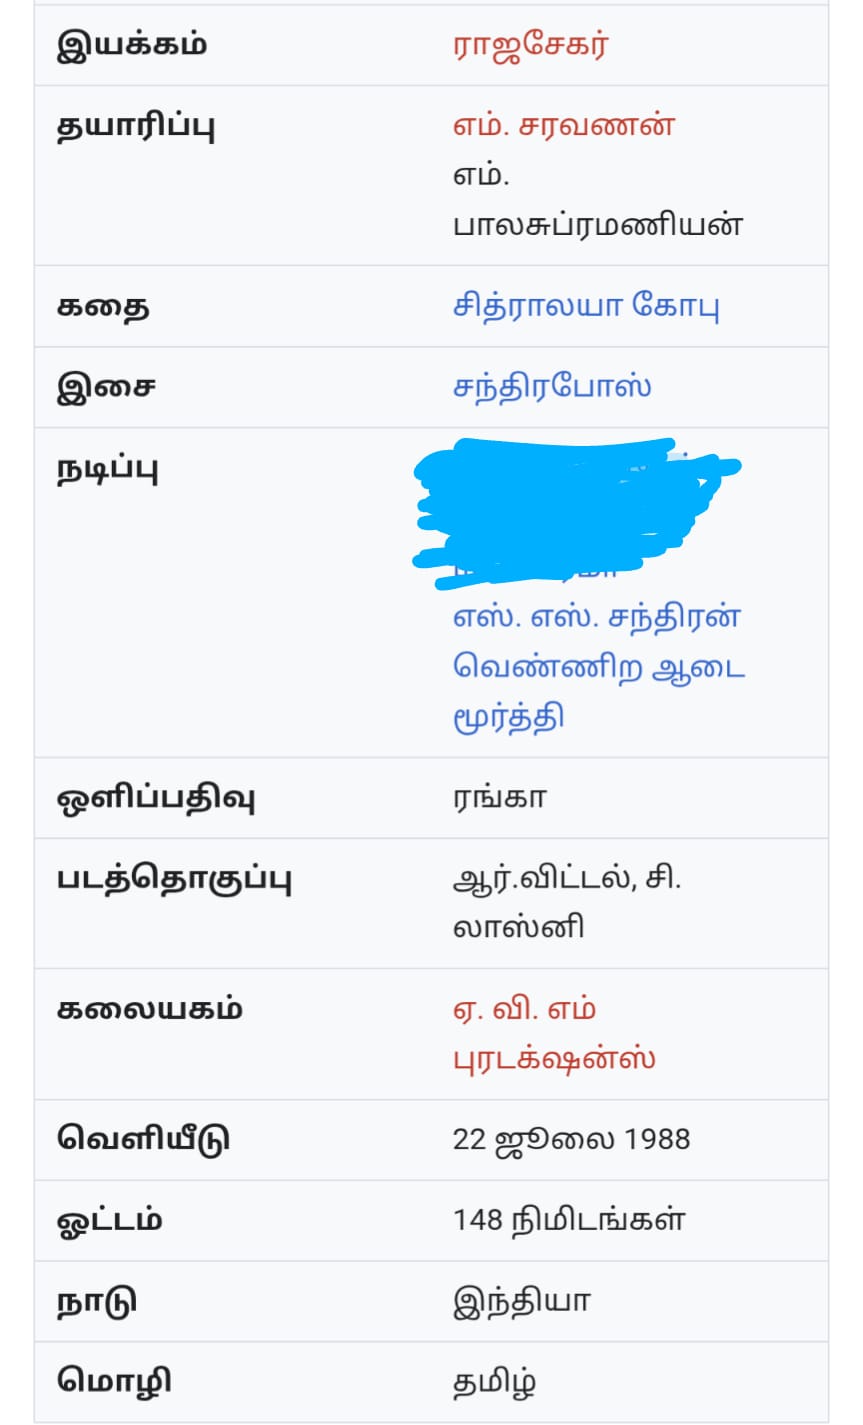 இயக்கம் ராஜசேகர்
தயாரிப்பு எம். சரவணன்
எம்.
பாலசுப்ரமணியன்
கதை சித்ராலயா கோபு
இசை சந்திரபோஸ்
நடிப்பு
எஸ். எஸ். சந்திரன்
வெண்ணிற ஆடை
மூர்த்தி
ஒளிப்பதிவு ரங்கா
படத்தொகுப்பு ஆர்.விட்டல், சி.
லாஸ்னி
கலையகம் ஏ. வி. எம்
புரடக்ஷன்ஸ்
வெளியீடு 22 ஜூலை 1988
ஓட்டம் 148 நிமிடங்கள்
நாடு இந்தியா
மொழி தமிழ்